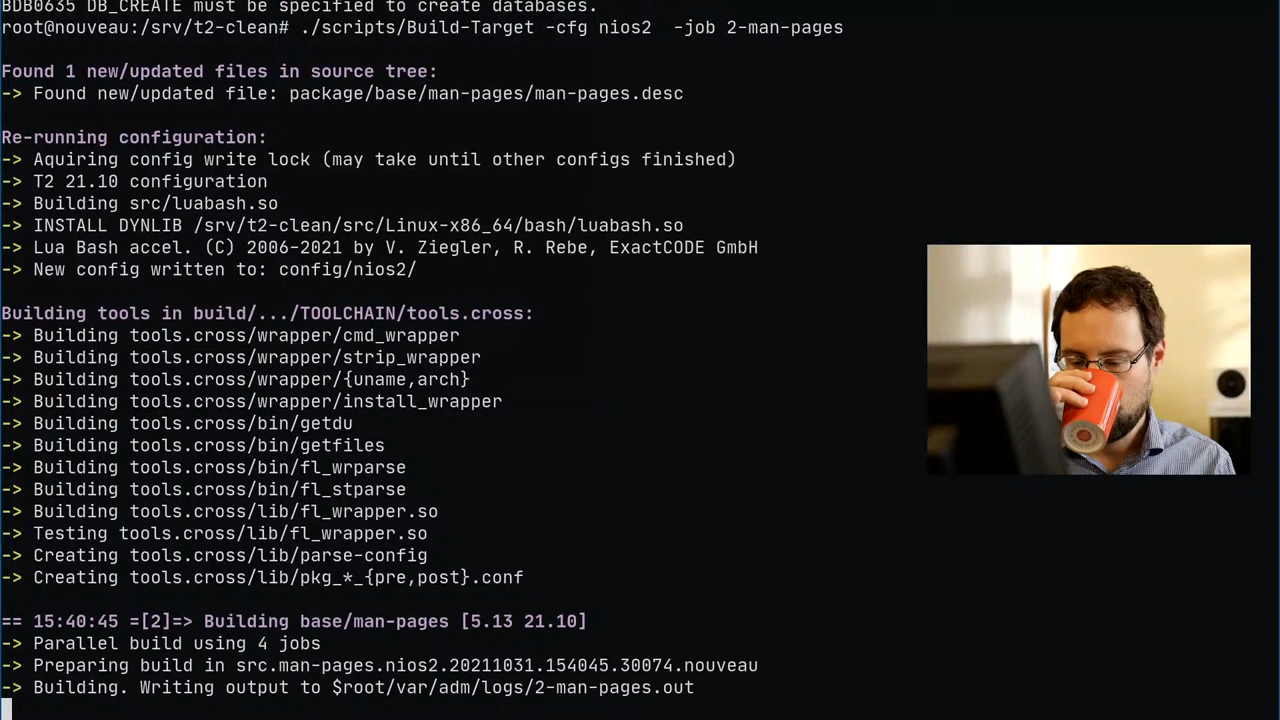 BDB0635 DB_CREATE must be specified to create databases.
root@nouveau:/srv/t2-clean# ./scripts/Build-Target -cfg nios2  -job 2-man-pages
Found 1 new/updated files in source tree:
-> Found new/updated file: package/base/man-pages/man-pages.desc
Re-running configuration:
-> Aquiring config write lock (may take until other configs finished)
-> T2 21.10 configuration
-> Building src/luabash.so
-> INSTALL DYNLIB /srv/t2-clean/src/Linux-x86_64/bash/luabash.so
-> Lua Bash accel. (C) 2006-2021 by V. Ziegler, R. Rebe, ExactCODE GmbH
-> New config written to: config/nios2/
Building tools in build/.../TOOLCHAIN/tools.cross:
-> Building tools.cross/wrapper/cmd_wrapper
-> Building tools.cross/wrapper/strip_wrapper
-> Building tools.cross/wrapper/{uname,arch}
-> Building tools.cross/wrapper/install_wrapper
-> Building tools.cross/bin/getdu
-> Building tools.cross/bin/getfiles
-> Building tools.cross/bin/fl_wrparse
-> Building tools.cross/bin/fl_stparse
-> Building tools.cross/lib/fl_wrapper.so
-> Testing tools.cross/lib/fl_wrapper.so
-> Creating tools.cross/lib/parse-config
-> Creating tools.cross/lib/pkg_*_{pre,post}.conf
== 15:40:45 =[2]=> Building base/man-pages [5.13 21.10]
-> Parallel build using 4 jobs
-> Preparing build in src.man-pages.nios2.20211031.154045.30074.nouveau
-> Building. Writing output to $root/var/adm/logs/2-man-pages.out